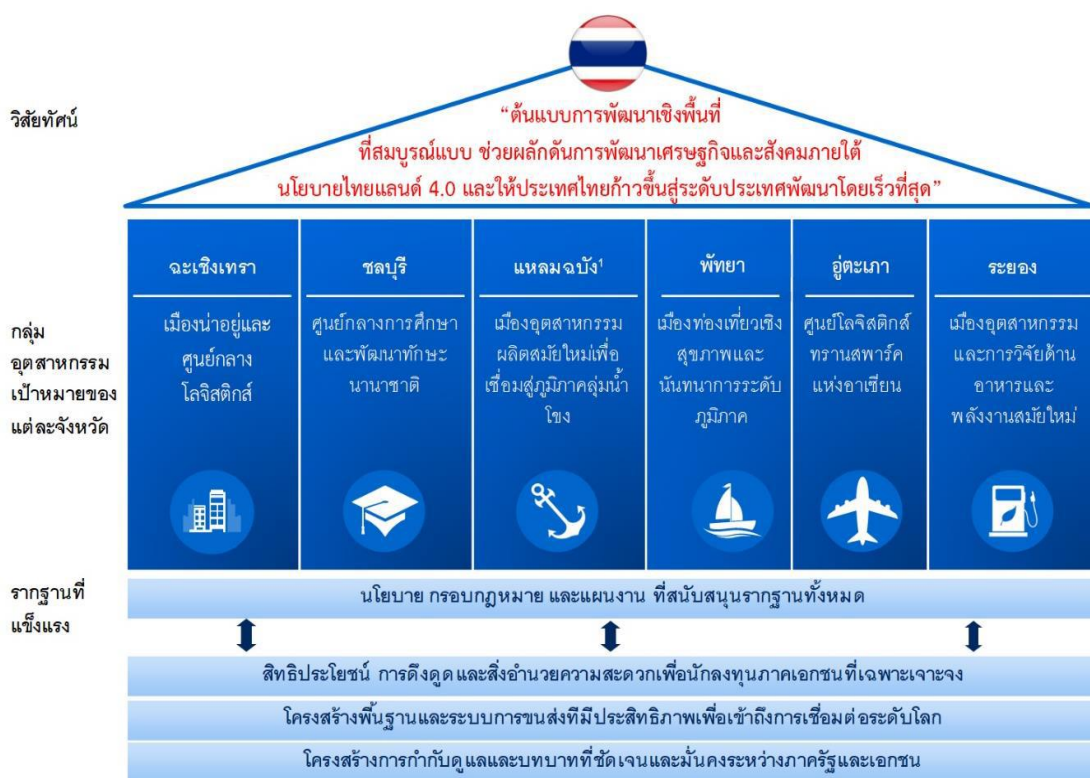 วิสัยทัศน์
“ต้นแบบการพัฒนาเชิงพื้นที่
ที่สมบูรณ์แบบ ช่วยผลักดันการพัฒนาเศรษฐกิจและสังคมภายใต้
นโยบายไทยแลนด์ 4.0 และให้ประเทศไทยก้าวขึ้นสู่ระดับประเทศพัฒนาโดยเร็วที่สุด”
กลุ่ม
อุตสาหกรรม
เป้าหมายของ
แต่ละจังหวัด
ฉะเชิงเทรา
เมืองน่าอยู่และ
ศูนย์กลาง
โลจิสติกส์
ชลบุรี
ศูนย์กลางการศึกษา
และพัฒนาทักษะ
นานาชาติ
แหลมฉบัง¹
เมืองอุตสาหกรรม
ผลิตสมัยใหม่เพื่อ
เชื่อมสู่ภูมิภาคลุ่มน้ำ
โขง
พัทยา
เมืองท่องเที่ยวเชิง
สุขภาพและ
นันทนาการระดับ
ภูมิภาค
อู่ตะเภา
ศูนย์โลจิสติกส์
ทรานสพาร์ค
แห่งอาเซียน
ระยอง
เมืองอุตสาหกรรม
และการวิจัยด้าน
อาหารและ
พลังงานสมัยใหม่
รากฐานที่
แข็งแรง
นโยบาย กรอบกฎหมาย และแผนงาน ที่สนับสนุนรากฐานทั้งหมด
สิทธิประโยชน์ การดึงดูดและสิ่งอำนวยความสะดวกเพื่อนักลงทุนภาคเอกชนที่เฉพาะเจาะจง
โครงสร้างพื้นฐานและระบบการขนส่งที่มีประสิทธิภาพเพื่อเข้าถึงการเชื่อมต่อระดับโลก
โครงสร้างการกำกับดูแลและบทบาทที่ชัดเจนและมั่นคงระหว่างภาครัฐและเอกชน